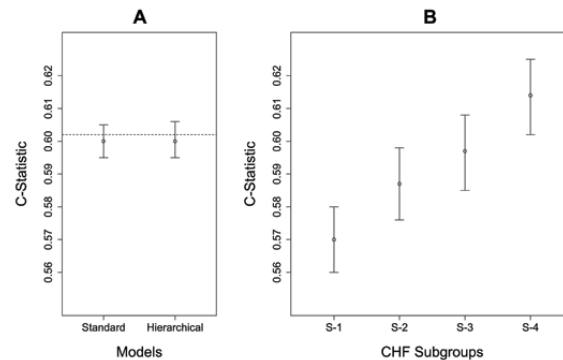 A
C-Statistic
0.62
0.61
0.60
0.59
0.58
0.57
0.56
Standard
Hierarchical
Models
B
C-Statistic
0.62
0.61
0.60
0.59
0.58
0.57
0.56
S-1
S-2
S-3
S-4
CHF Subgroups